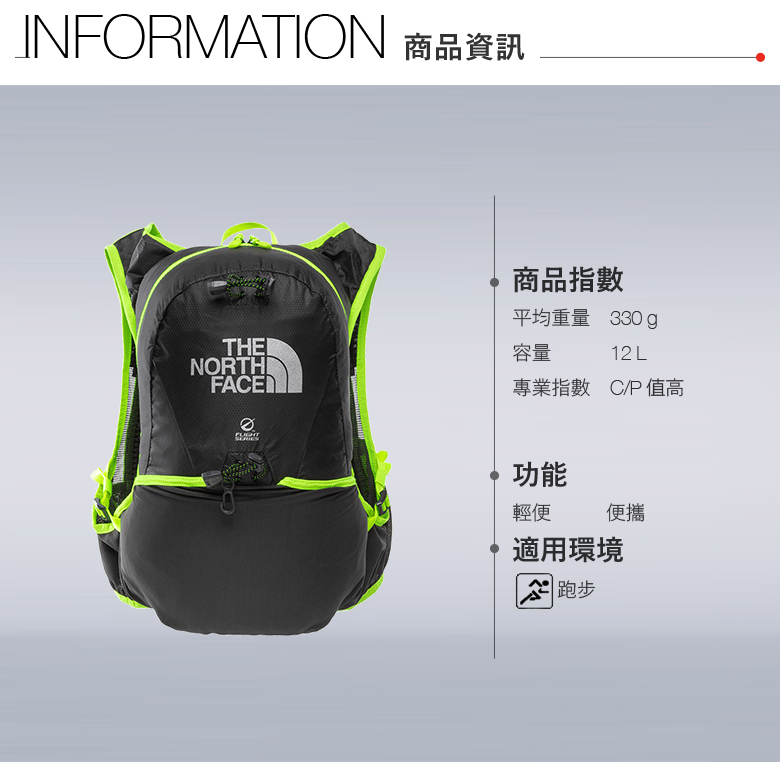 INFORMATION 商品資訊
THE
NORTH
FACE
FLIGHT
SERIES
商品指數
平均重量 330 g
容量 12 L
專業指數 C/P 值高
功能
輕便 便攜
適用環境
跑步